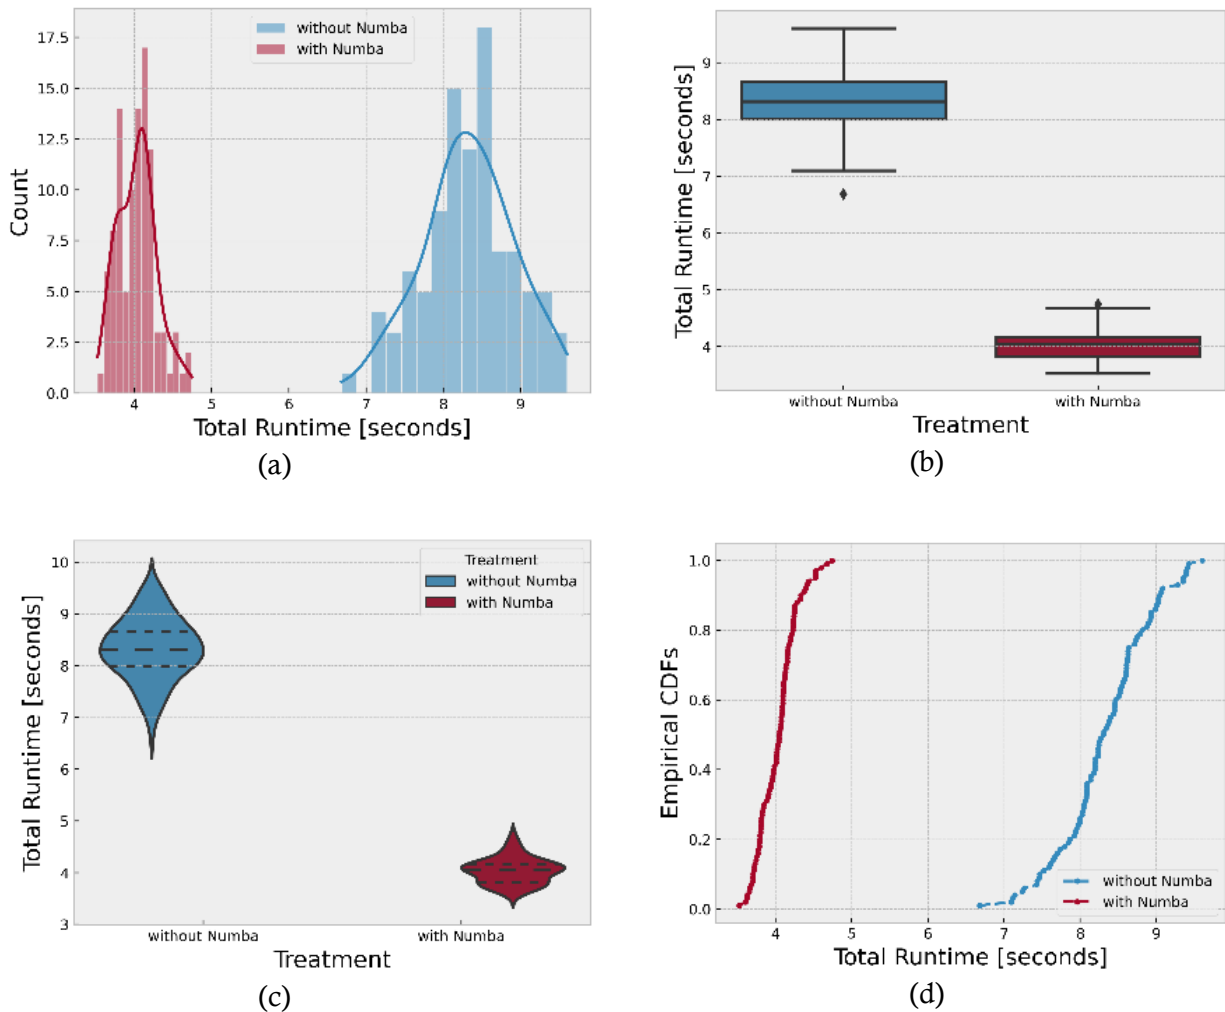 without Numba
with Numba
17.5
15.0
12.5
10.0
7.5
5.0
2.5
0.0
Count
4 5 6 7 8 9
Total Runtime [seconds]
(a)
9
8
7
6
5
4
Total Runtime [seconds]
without Numba with Numba
Treatment
(b)
10
9
8
7
6
5
4
3
Total Runtime [seconds]
Treatment
without Numba
with Numba
without Numba with Numba
Treatment
(c)
1.0
0.8
0.6
0.4
0.2
0.0
Empirical CDFs
without Numba
with Numba
4 5 6 7 8 9
Total Runtime [seconds]
(d)